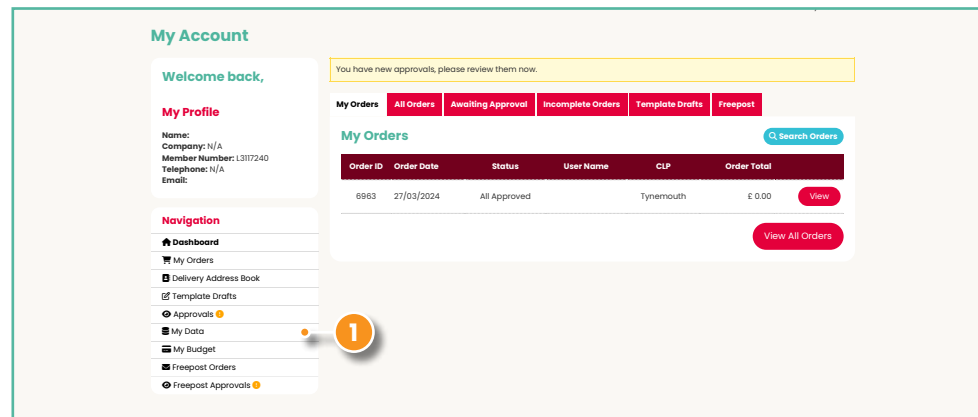 My Account
Welcome back,
My Profile
Name:
Company: N/A
Member Number: L3117240
Telephone: N/A
Email:
Navigation
Dashboard
My Orders
Delivery Address Book
Template Drafts
Approvals !
My Data
My Budget
Freepost Orders
Freepost Approvals !
1
You have new approvals, please review them now.
My Orders All Orders Awaiting Approval Incomplete Orders Template Drafts Freepost
My Orders
Search Orders
Order ID Order Date Status User Name CLP Order Total
6963 27/03/2024 All Approved Tynemouth £ 0.00 View
View All Orders